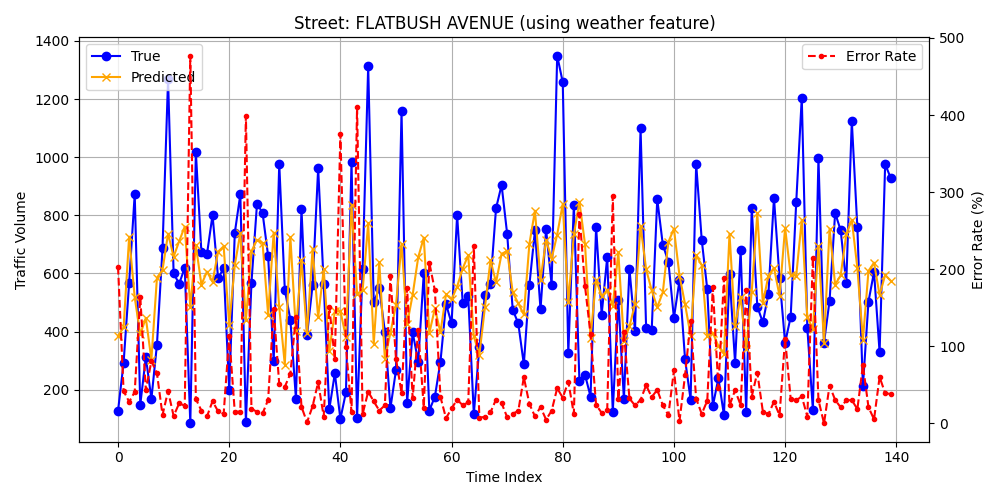 Street: FLATBUSH AVENUE (using weather feature)
True
Predicted
Error Rate
1400
1200
1000
800
600
400
200
Traffic Volume
500
400
300
200
100
0
Error Rate (%)
0 20 40 60 80 100 120 140
Time Index